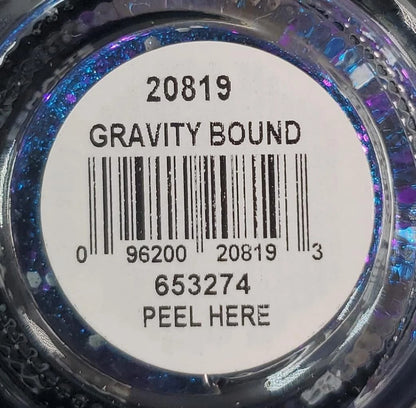 20819
GRAVITY BOUND
0 96200 20819 3
653274
PEEL HERE